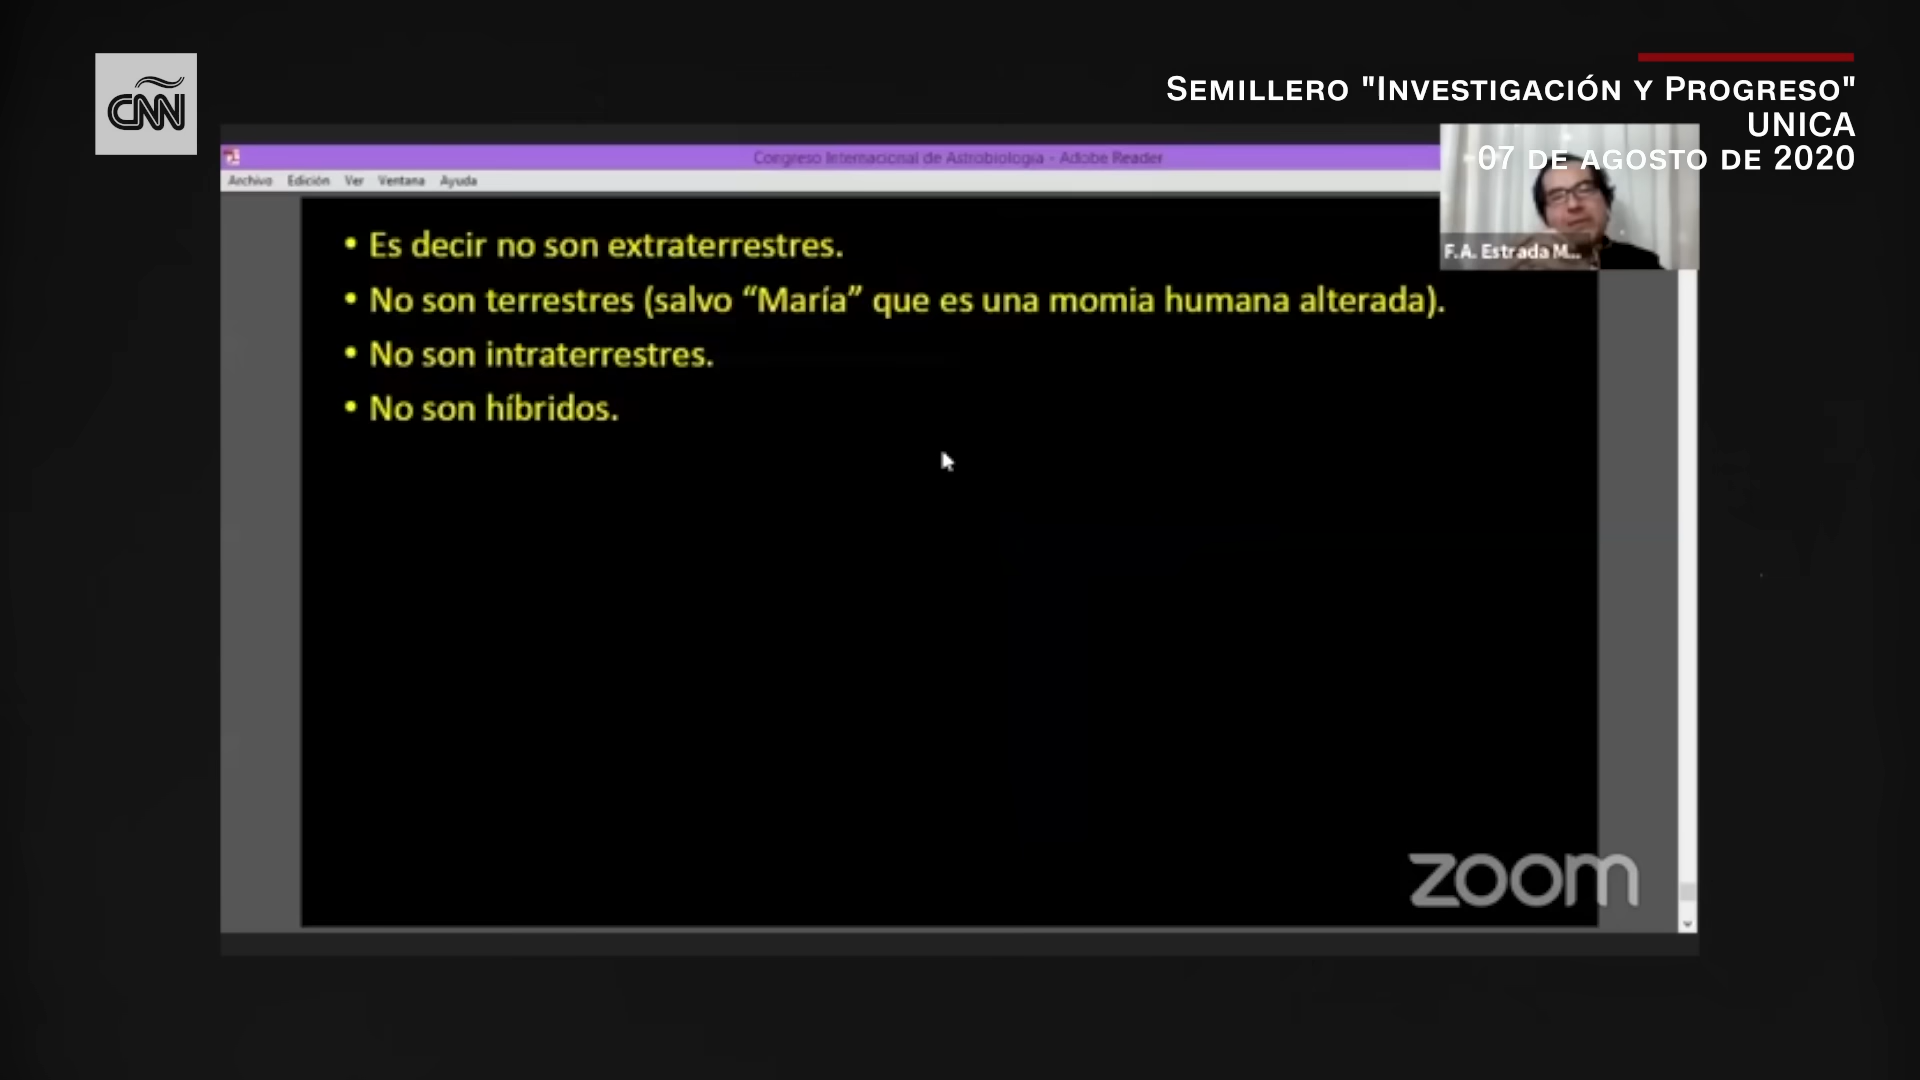 CNN
SEMILLERO "INVESTIGACIÓN Y PROGRESO"
UNICA
07 DE AGOSTO DE 2020
Congreso Internacional de Astrobiología - Adobe Reader
Archivo Edición Ver Ventana Ayuda
F.A. Estrada M...
• Es decir no son extraterrestres.
• No son terrestres (salvo “María” que es una momia humana alterada).
• No son intraterrestres.
• No son híbridos.
zoom